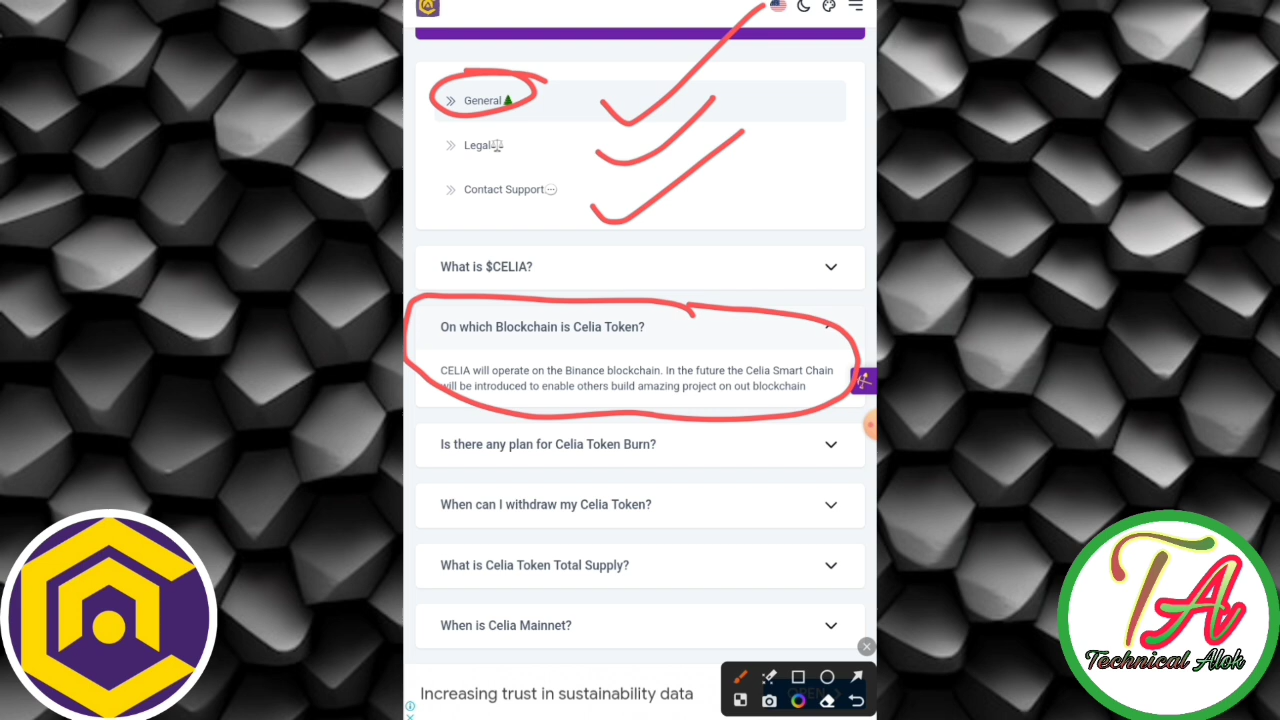 General
Legal
Contact Support
What is $CELIA?
On which Blockchain is Celia Token?
CELIA will operate on the Binance blockchain. In the future the Celia Smart Chain
will be introduced to enable others build amazing project on out blockchain
Is there any plan for Celia Token Burn?
When can I withdraw my Celia Token?
What is Celia Token Total Supply?
When is Celia Mainnet?
Increasing trust in sustainability data
OPEN
TA
Technical Alok